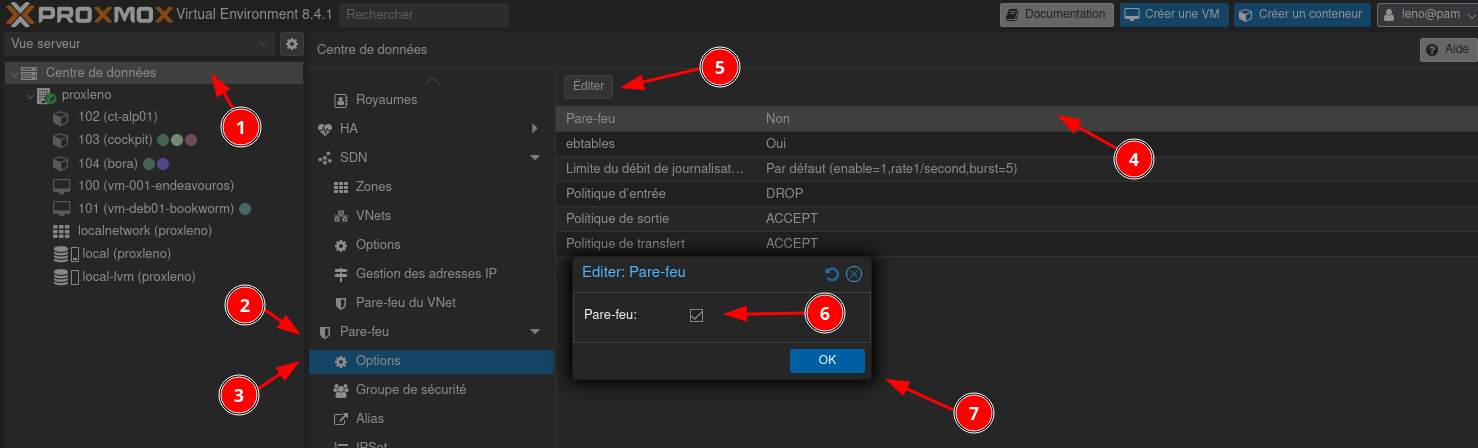 PROXMOX Virtual Environment 8.4.1 Rechercher Documentation Créer une VM Créer un conteneur leno@pam
Vue serveur
Centre de données
proxleno
102 (ct-alp01)
103 (cockpit)
104 (bora)
100 (vm-001-endeavouros)
101 (vm-deb01-bookworm)
localnetwork (proxleno)
local (proxleno)
local-lvm (proxleno)
1
Centre de données Aide
Royaumes
HA
SDN
Zones
VNets
Options
Gestion des adresses IP
Pare-feu du VNet
Pare-feu
Options
Groupe de sécurité
Alias
IPSet
2
3
Éditer
5
Pare-feu Non
ebtables Oui
Limite du débit de journalisat... Par défaut (enable=1,rate1/second,burst=5)
Politique d'entrée DROP
Politique de sortie ACCEPT
Politique de transfert ACCEPT
4
Editer: Pare-feu
Pare-feu:
6
OK
7